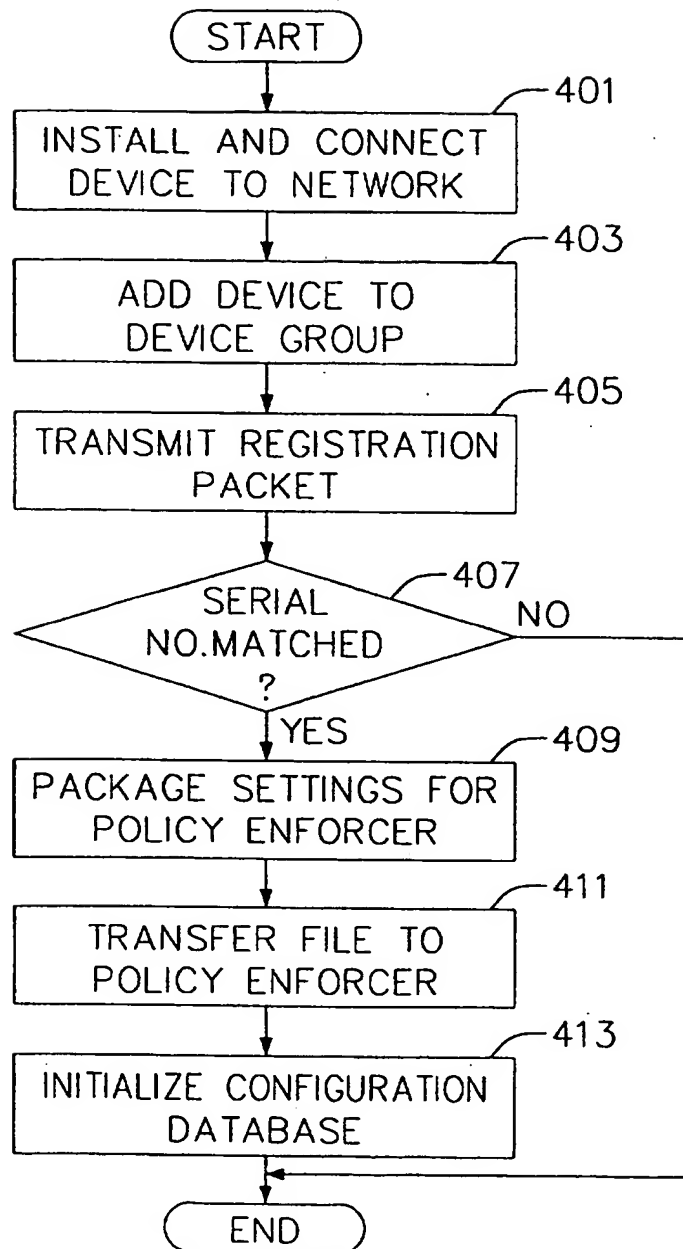 START
401
INSTALL AND CONNECT
DEVICE TO NETWORK
403
ADD DEVICE TO
DEVICE GROUP
405
TRANSMIT REGISTRATION
PACKET
407
SERIAL
NO.MATCHED
?
NO
YES
409
PACKAGE SETTINGS FOR
POLICY ENFORCER
411
TRANSFER FILE TO
POLICY ENFORCER
413
INITIALIZE CONFIGURATION
DATABASE
END